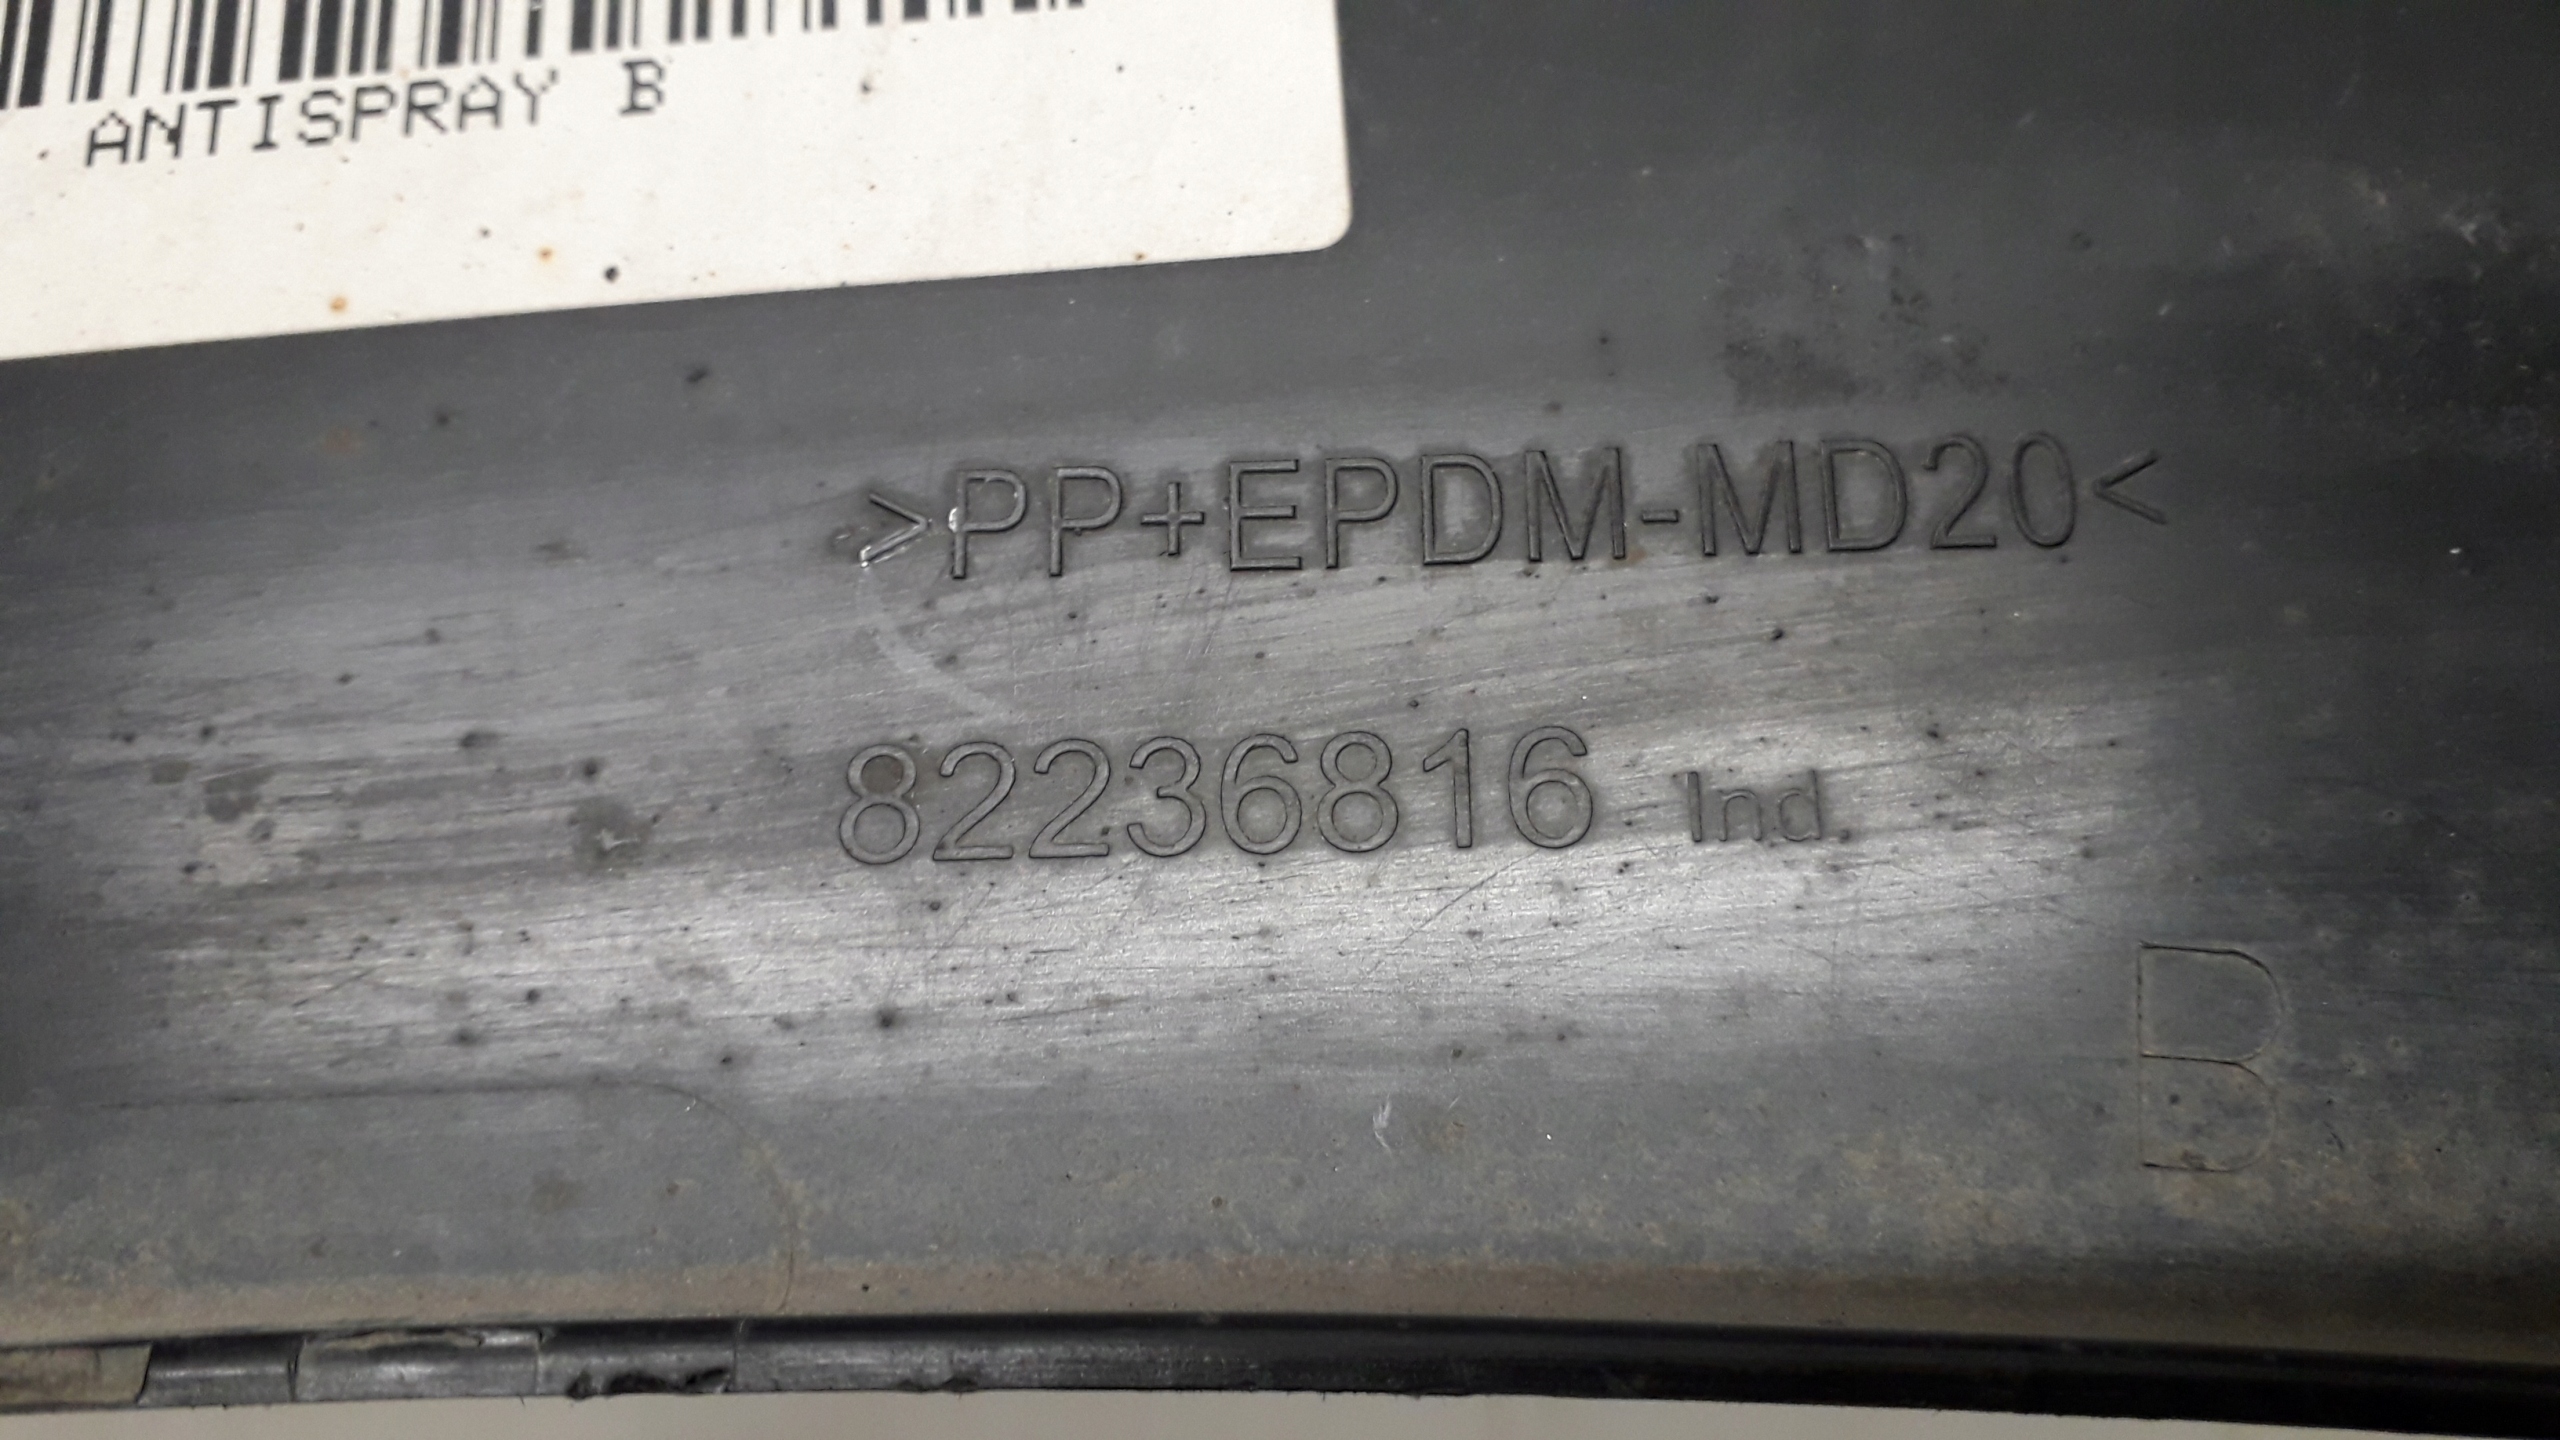 ANTISPRAY B
>PP+EPDM-MD20<
82236816 Ind.
B